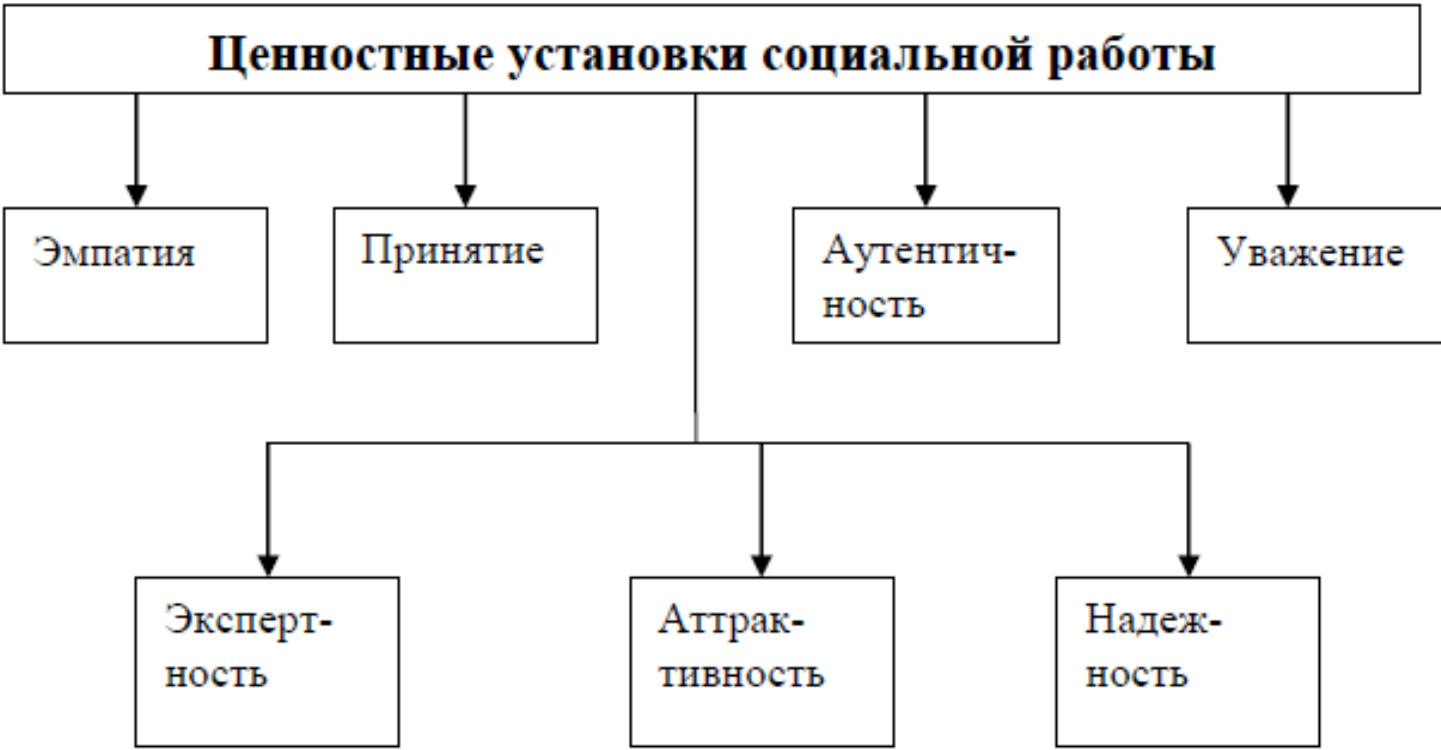 Ценностные установки социальной работы
Эмпатия
Принятие
Аутентич-
ность
Уважение
Эксперт-
ность
Аттрак-
тивность
Надеж-
ность